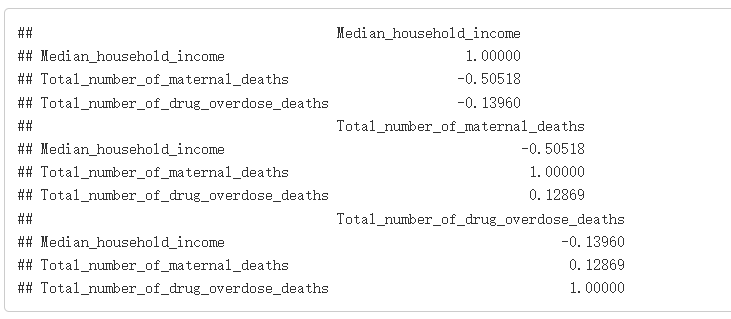 ##                                     Median_household_income
## Median_household_income                             1.00000
## Total_number_of_maternal_deaths                    -0.50518
## Total_number_of_drug_overdose_deaths               -0.13960
##                                     Total_number_of_maternal_deaths
## Median_household_income                                    -0.50518
## Total_number_of_maternal_deaths                             1.00000
## Total_number_of_drug_overdose_deaths                        0.12869
##                                     Total_number_of_drug_overdose_deaths
## Median_household_income                                         -0.13960
## Total_number_of_maternal_deaths                                  0.12869
## Total_number_of_drug_overdose_deaths                             1.00000